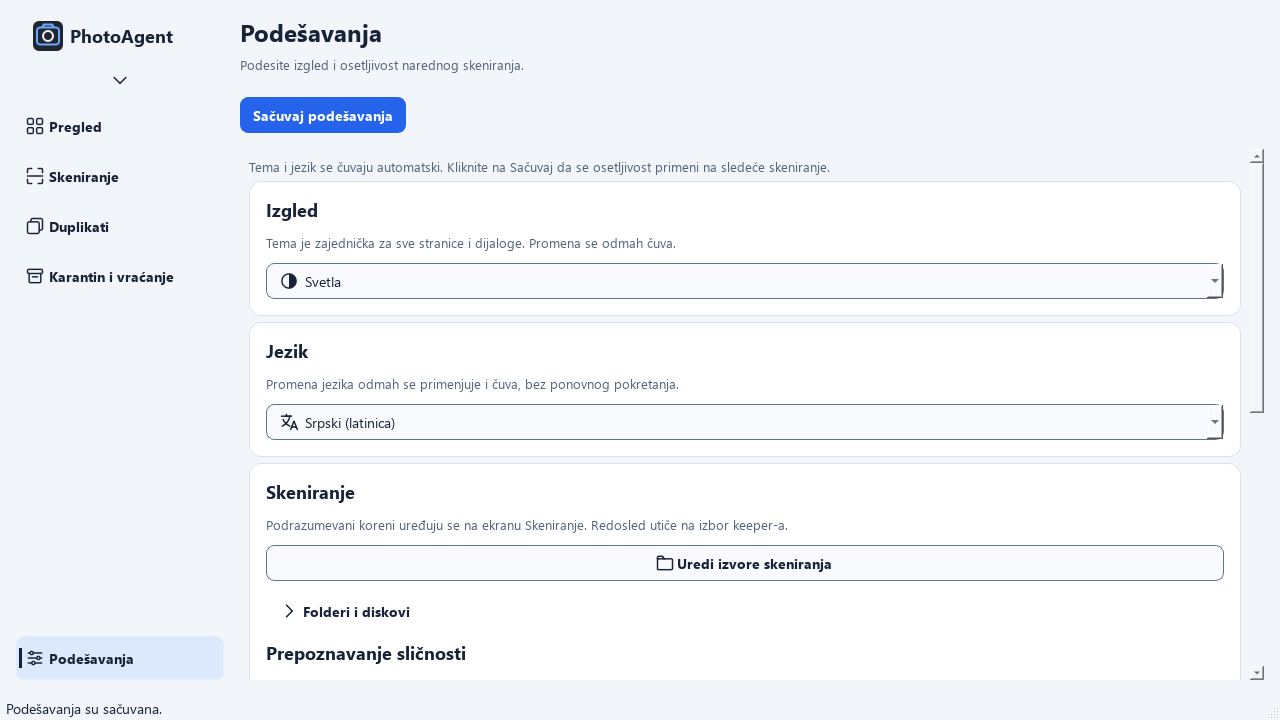 PhotoAgent
Pregled
Skeniranje
Duplikati
Karantin i vraćanje
Podešavanja
Podešavanja
Podesite izgled i osetljivost narednog skeniranja.
Sačuvaj podešavanja
Tema i jezik se čuvaju automatski. Kliknite na Sačuvaj da se osetljivost primeni na sledeće skeniranje.
Izgled
Tema je zajednička za sve stranice i dijaloge. Promena se odmah čuva.
Svetla
Jezik
Promena jezika odmah se primenjuje i čuva, bez ponovnog pokretanja.
Srpski (latinica)
Skeniranje
Podrazumevani koreni uređuju se na ekranu Skeniranje. Redosled utiče na izbor keeper-a.
Uredi izvore skeniranja
Folderi i diskovi
Prepoznavanje sličnosti
Podešavanja su sačuvana.